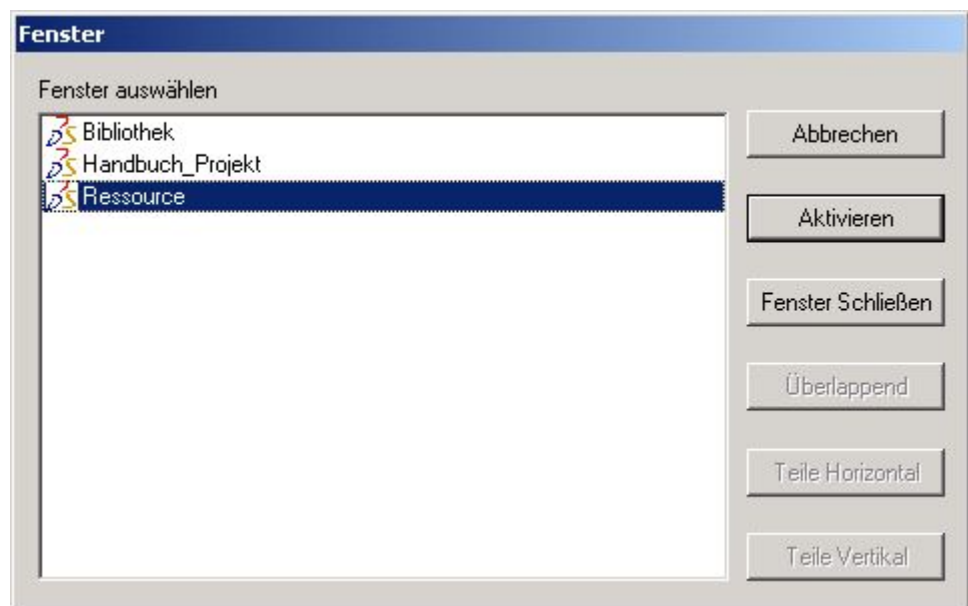 Fenster
Fenster auswählen
Bibliothek
Handbuch_Projekt
Ressource
Abbrechen
Aktivieren
Fenster Schließen
Überlappend
Teile Horizontal
Teile Vertikal